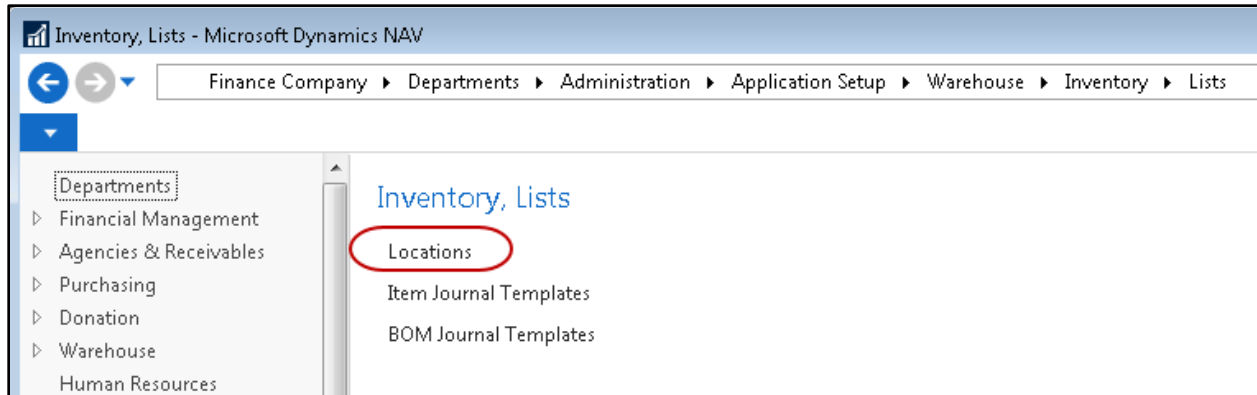 Inventory, Lists - Microsoft Dynamics NAV
Finance Company Departments Administration Application Setup Warehouse Inventory Lists
Departments
Financial Management
Agencies & Receivables
Purchasing
Donation
Warehouse
Human Resources
Inventory, Lists
Locations
Item Journal Templates
BOM Journal Templates